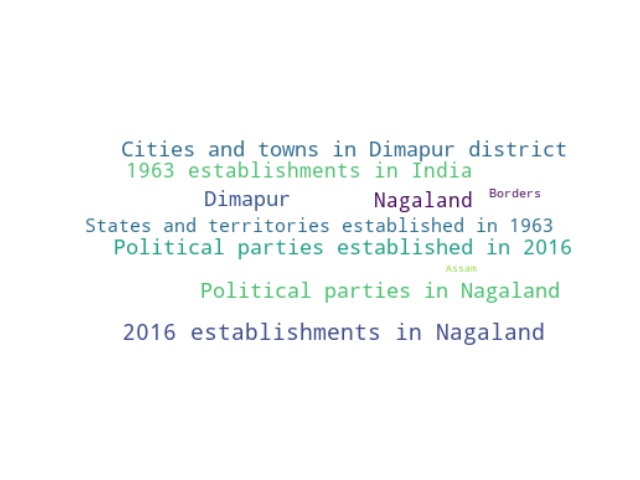 Cities and towns in Dimapur district
1963 establishments in India
Dimapur Nagaland Borders
States and territories established in 1963
Political parties established in 2016
Assam
Political parties in Nagaland
2016 establishments in Nagaland